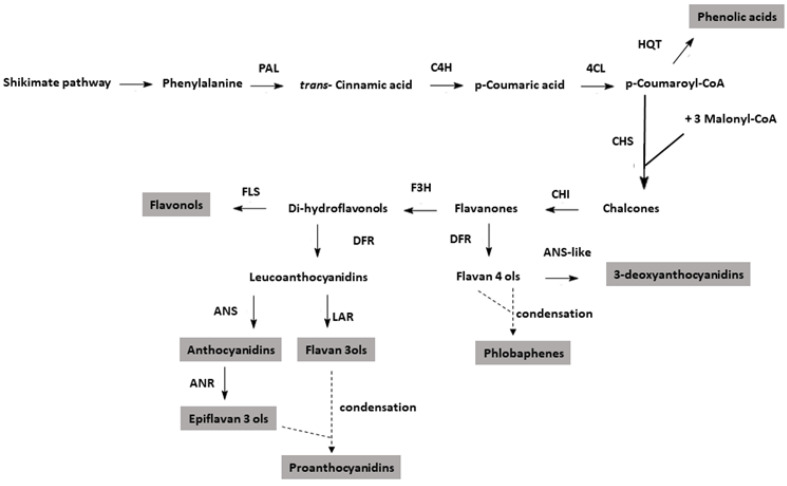 Phenolic acids
HQT
PAL
C4H
4CL
Shikimate pathway
Phenylalanine
trans- Cinnamic acid
p-Coumaric acid
p-Coumaroyl-CoA
+ 3 Malonyl-CoA
CHS
FLS
F3H
CHI
Flavonols
Di-hydroflavonols
Flavanones
Chalcones
DFR
DFR
ANS-like
Leucoanthocyanidins
Flavan 4 ols
3-deoxyanthocyanidins
ANS
LAR
condensation
Anthocyanidins
Flavan 3ols
Phlobaphenes
ANR
condensation
Epiflavan 3 ols
Proanthocyanidins